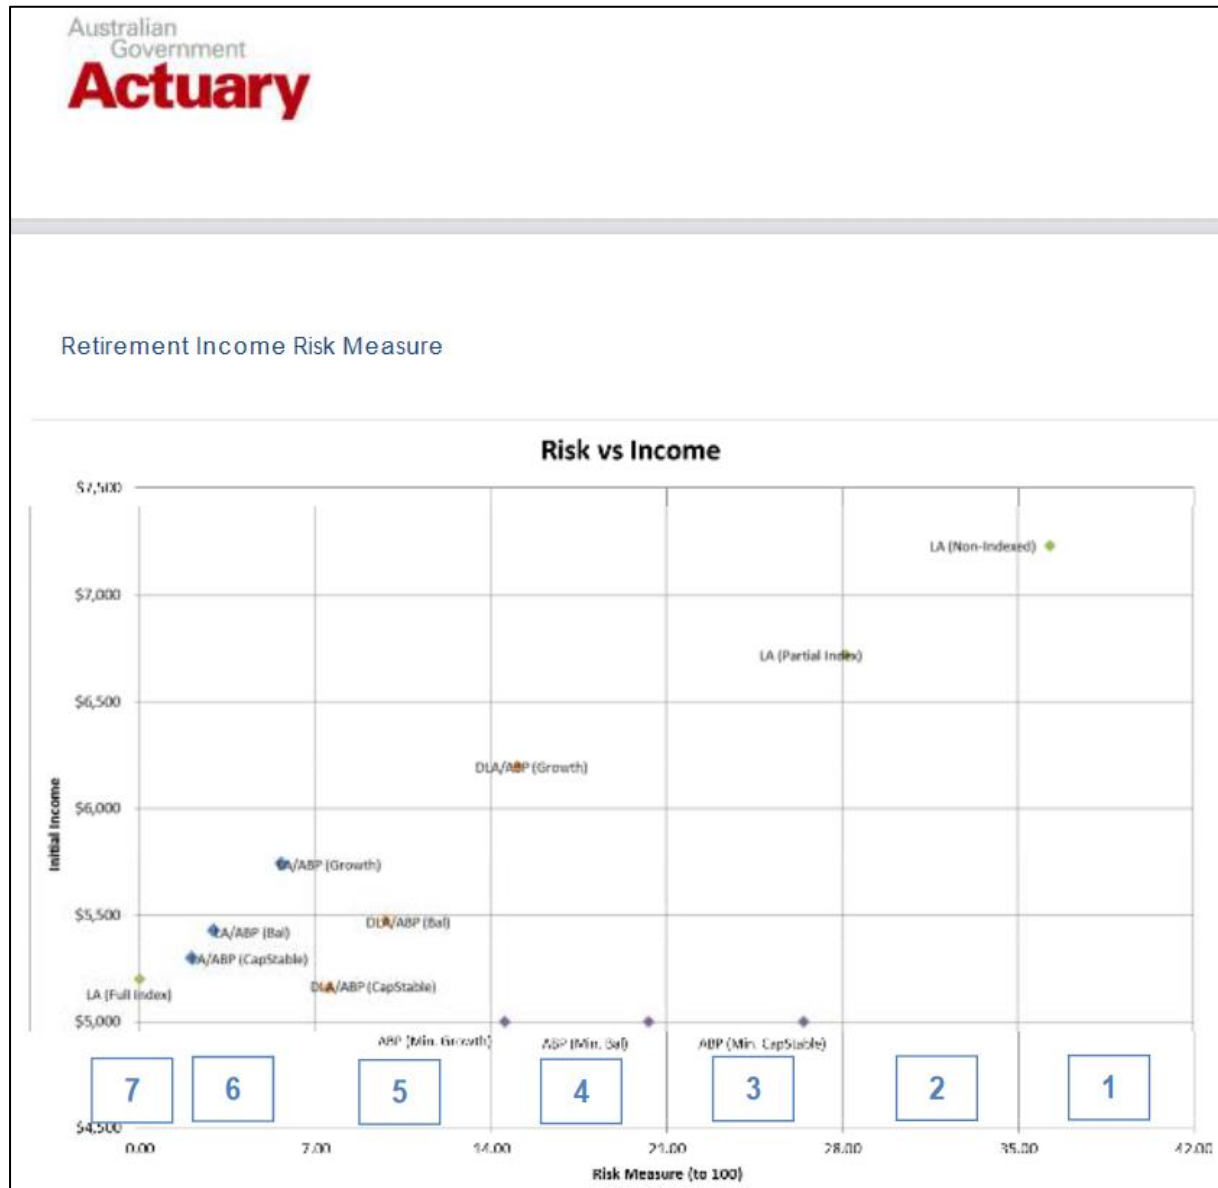 Australian
Government
Actuary
Retirement Income Risk Measure
Risk vs Income
$7,500
LA (Non-Indexed)
$7,000
LA (Partial Index)
$6,500
DLA/ABP (Growth)
$6,000
Initial Income
LA/ABP (Growth)
$5,500
DLA/ABP (Bal)
LA/ABP (Bal)
LA/ABP (CapStable)
DLA/ABP (CapStable)
LA (Full Index)
$5,000
ABP (Min. Growth) ABP (Min. Bal) ABP (Min. CapStable)
7 6 5 4 3 2 1
$4,500
0.00 7.00 14.00 21.00 28.00 35.00 42.00
Risk Measure (to 100)